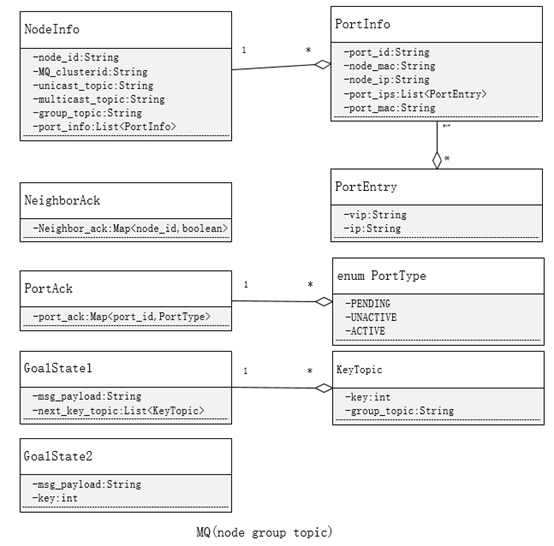 NodeInfo
-node_id:String
-MQ_clusterid:String
-unicast_topic:String
-multicast_topic:String
-group_topic:String
-port_info:List<PortInfo>
1
*
PortInfo
-port_id:String
-node_mac:String
-node_ip:String
-port_ips:List<PortEntry>
-port_mac:String
1
*
PortEntry
-vip:String
-ip:String
NeighborAck
-Neighbor_ack:Map<node_id,boolean>
PortAck
-port_ack:Map<port_id,PortType>
1
*
enum PortType
-PENDING
-UNACTIVE
-ACTIVE
GoalState1
-msg_payload:String
-next_key_topic:List<KeyTopic>
1
*
KeyTopic
-key:int
-group_topic:String
GoalState2
-msg_payload:String
-key:int
MQ(node group topic)